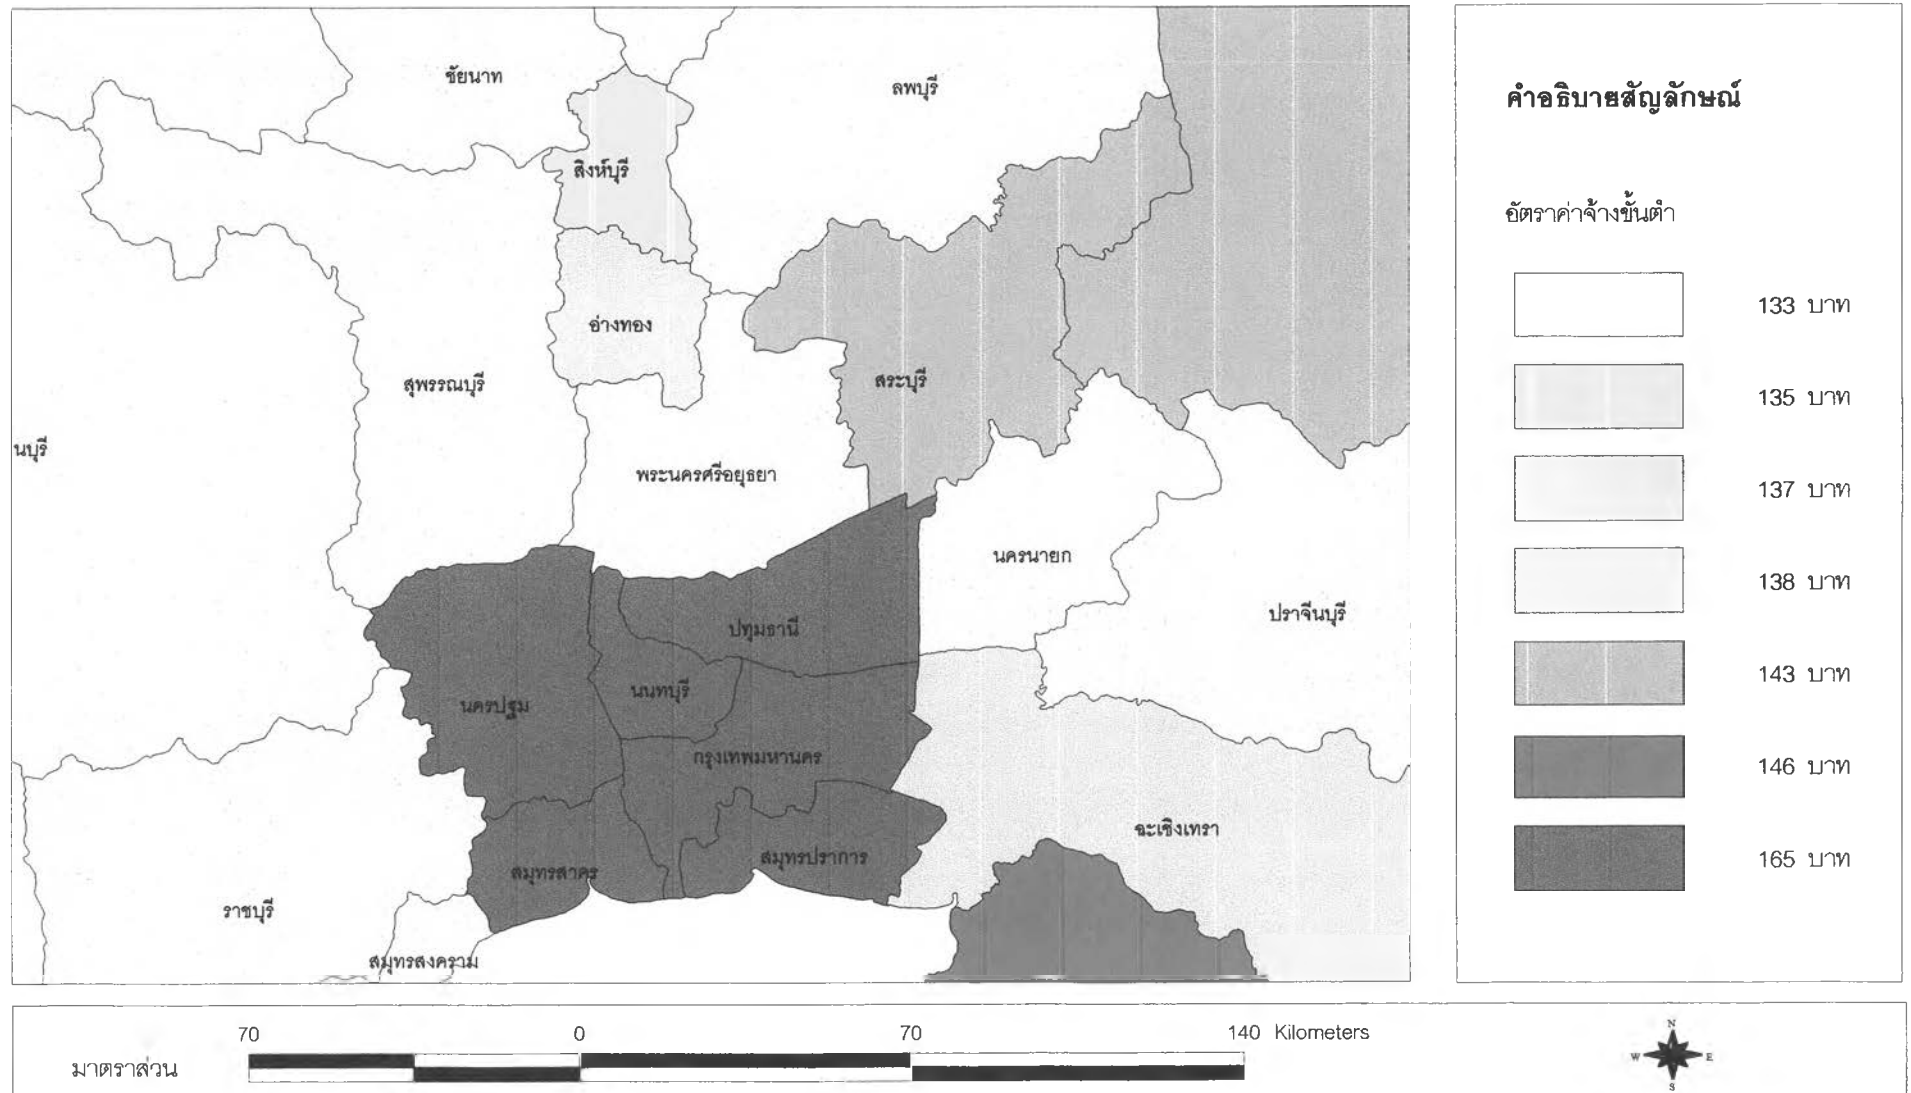 ชัยนาท
ลพบุรี
สิงห์บุรี
อ่างทอง
สุพรรณบุรี
สระบุรี
นบุรี
พระนครศรีอยุธยา
นครนายก
ปราจีนบุรี
ปทุมธานี
นนทบุรี
นครปฐม
กรุงเทพมหานคร
ฉะเชิงเทรา
สมุทรปราการ
สมุทรสาคร
ราชบุรี
สมุทรสงคราม
คำอธิบายสัญลักษณ์
อัตราค่าจ้างขั้นต่ำ
133 บาท
135 บาท
137 บาท
138 บาท
143 บาท
146 บาท
165 บาท
มาตราส่วน
70 0 70 140 Kilometers
N
W E
S